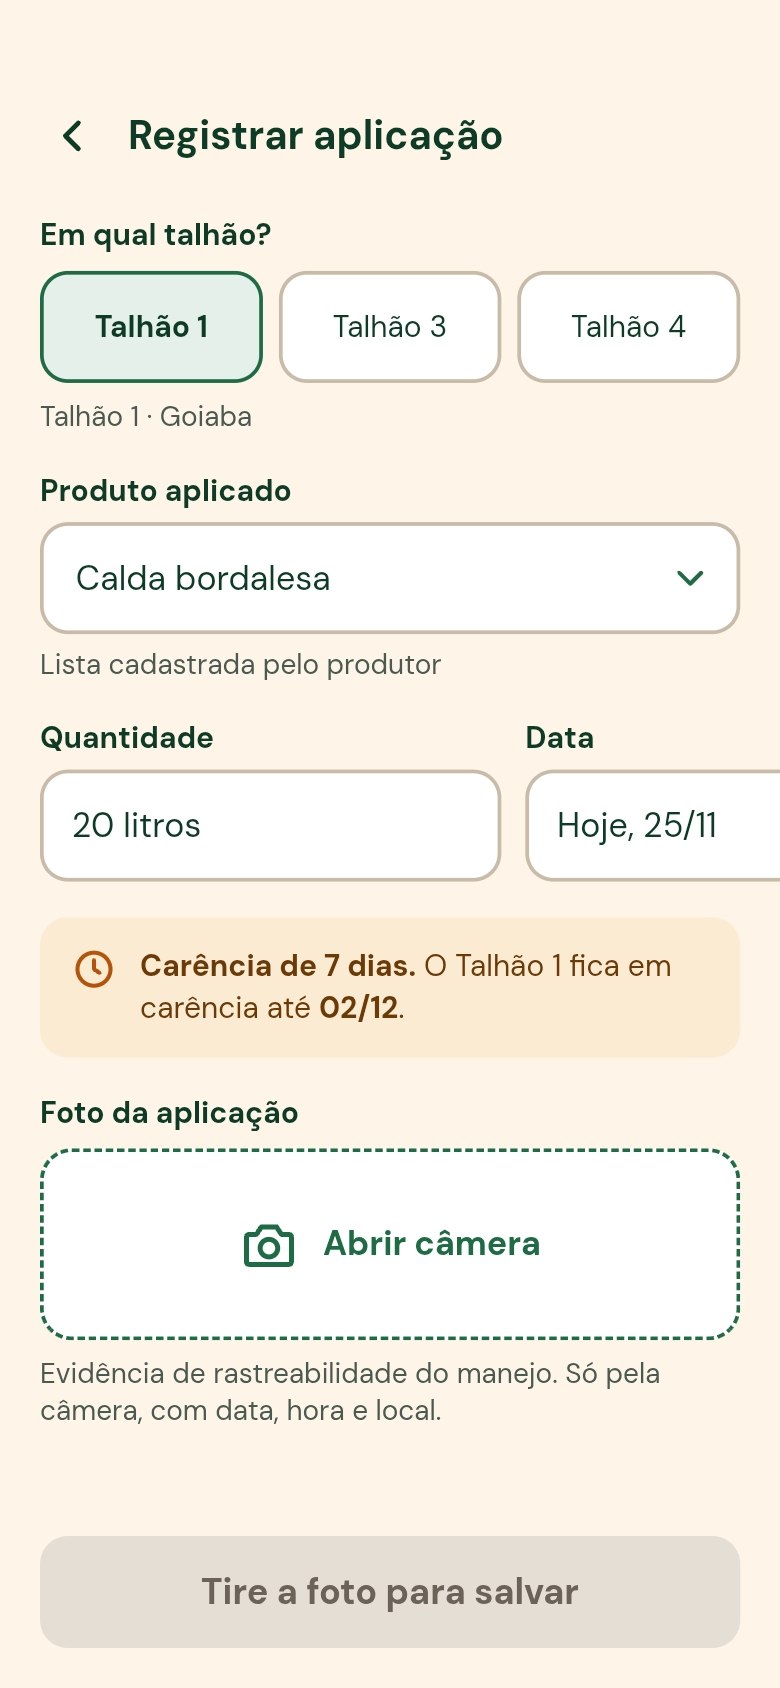 Registrar aplicação
Em qual talhão?
Talhão 1
Talhão 3
Talhão 4
Talhão 1 · Goiaba
Produto aplicado
Calda bordalesa
Lista cadastrada pelo produtor
Quantidade
Data
20 litros
Hoje, 25/11
Carência de 7 dias. O Talhão 1 fica em
carência até 02/12.
Foto da aplicação
Abrir câmera
Evidência de rastreabilidade do manejo. Só pela
câmera, com data, hora e local.
Tire a foto para salvar